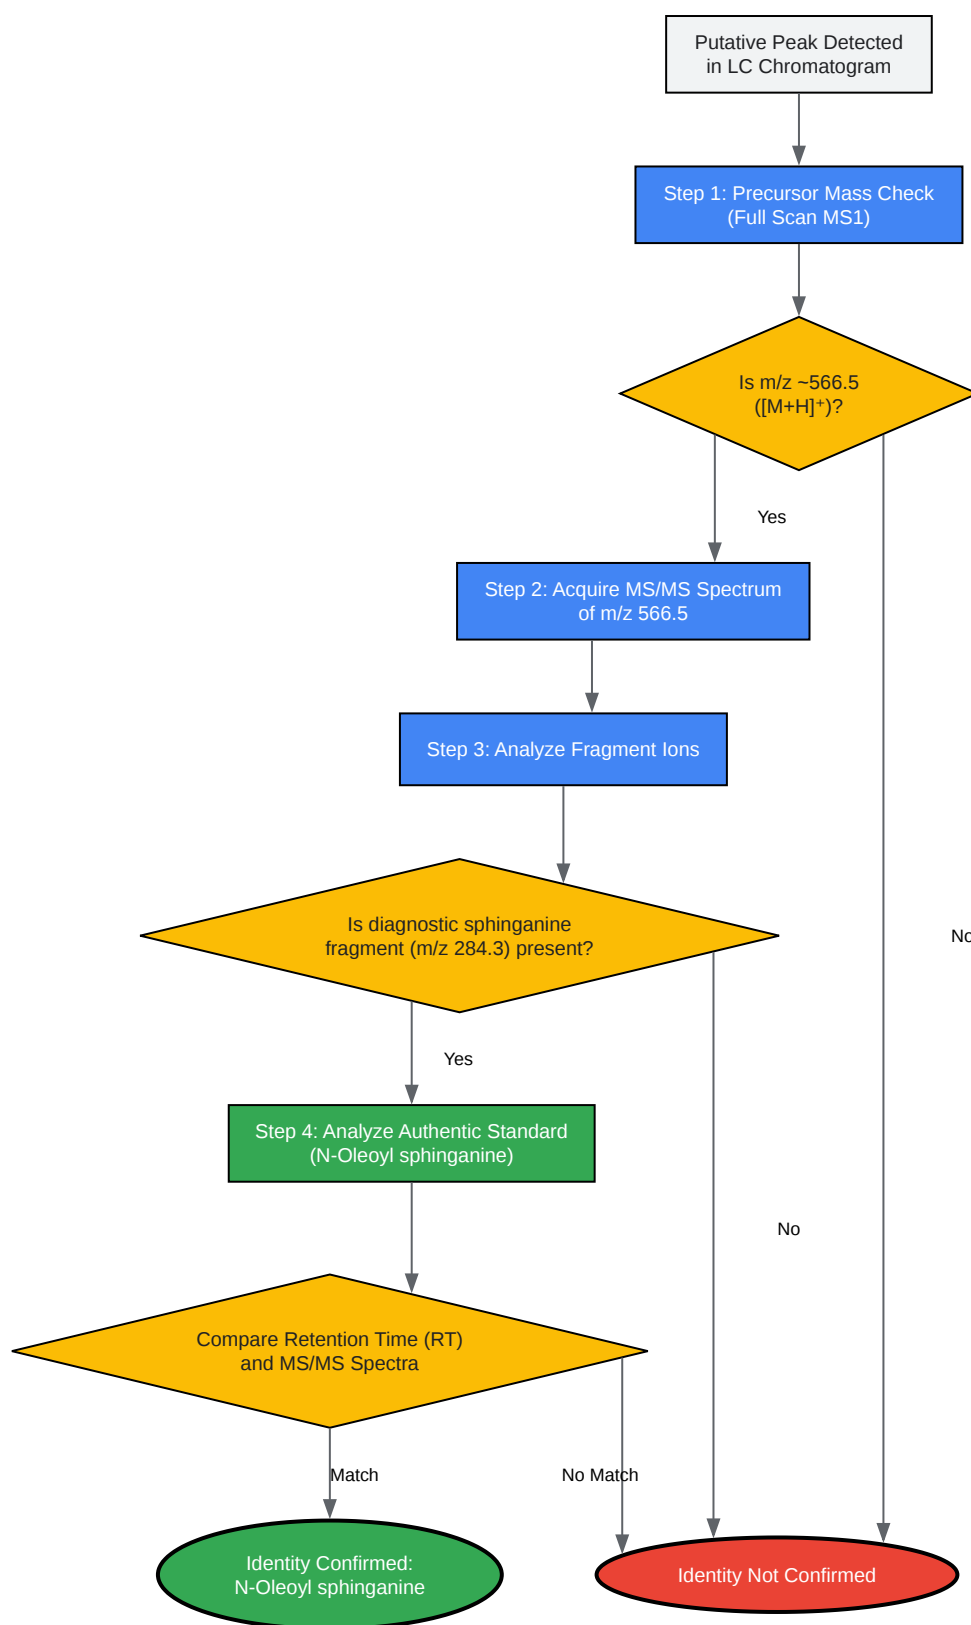 Putative Peak Detected
in LC Chromatogram
Step 1: Precursor Mass Check
(Full Scan MS1)
Is m/z ~566.5
([M+H]⁺)?
Yes
Step 2: Acquire MS/MS Spectrum
of m/z 566.5
Step 3: Analyze Fragment Ions
Is diagnostic sphinganine
fragment (m/z 284.3) present?
No
Yes
Step 4: Analyze Authentic Standard
(N-Oleoyl sphinganine)
No
Compare Retention Time (RT)
and MS/MS Spectra
Match
No Match
Identity Confirmed:
N-Oleoyl sphinganine
Identity Not Confirmed